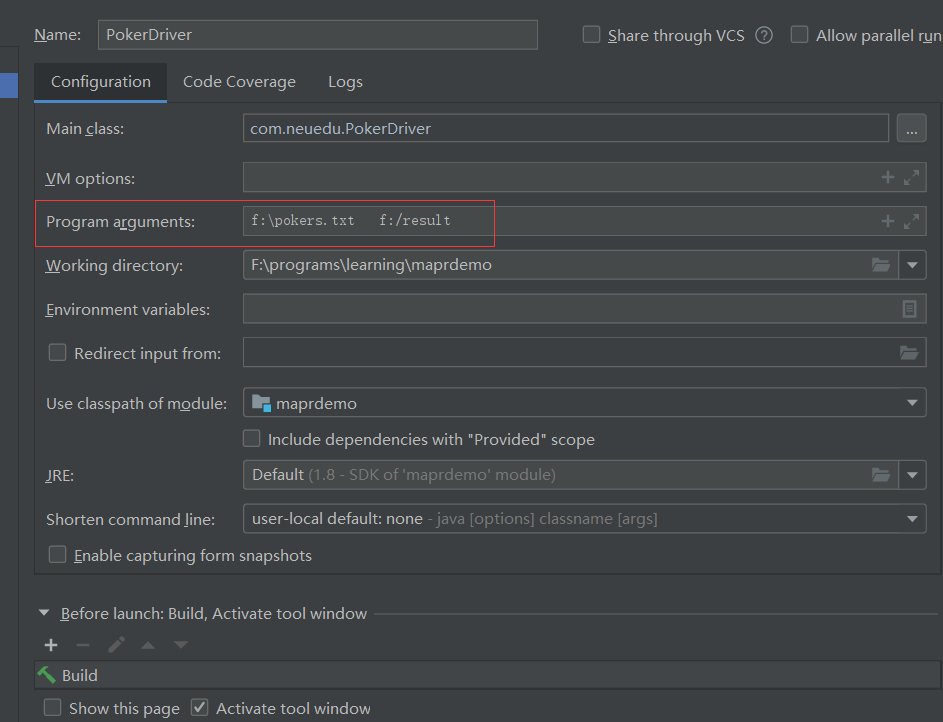 Name: PokerDriver Share through VCS ? Allow parallel run
Configuration Code Coverage Logs
Main class: com.neuedu.PokerDriver ...
VM options:
Program arguments: f:\pokers.txt f:/result
Working directory: F:\programs\learning\maprdemo
Environment variables:
Redirect input from:
Use classpath of module: maprdemo
Include dependencies with "Provided" scope
JRE: Default (1.8 - SDK of 'maprdemo' module)
Shorten command line: user-local default: none - java [options] classname [args]
Enable capturing form snapshots
Before launch: Build, Activate tool window
Build
Show this page Activate tool window